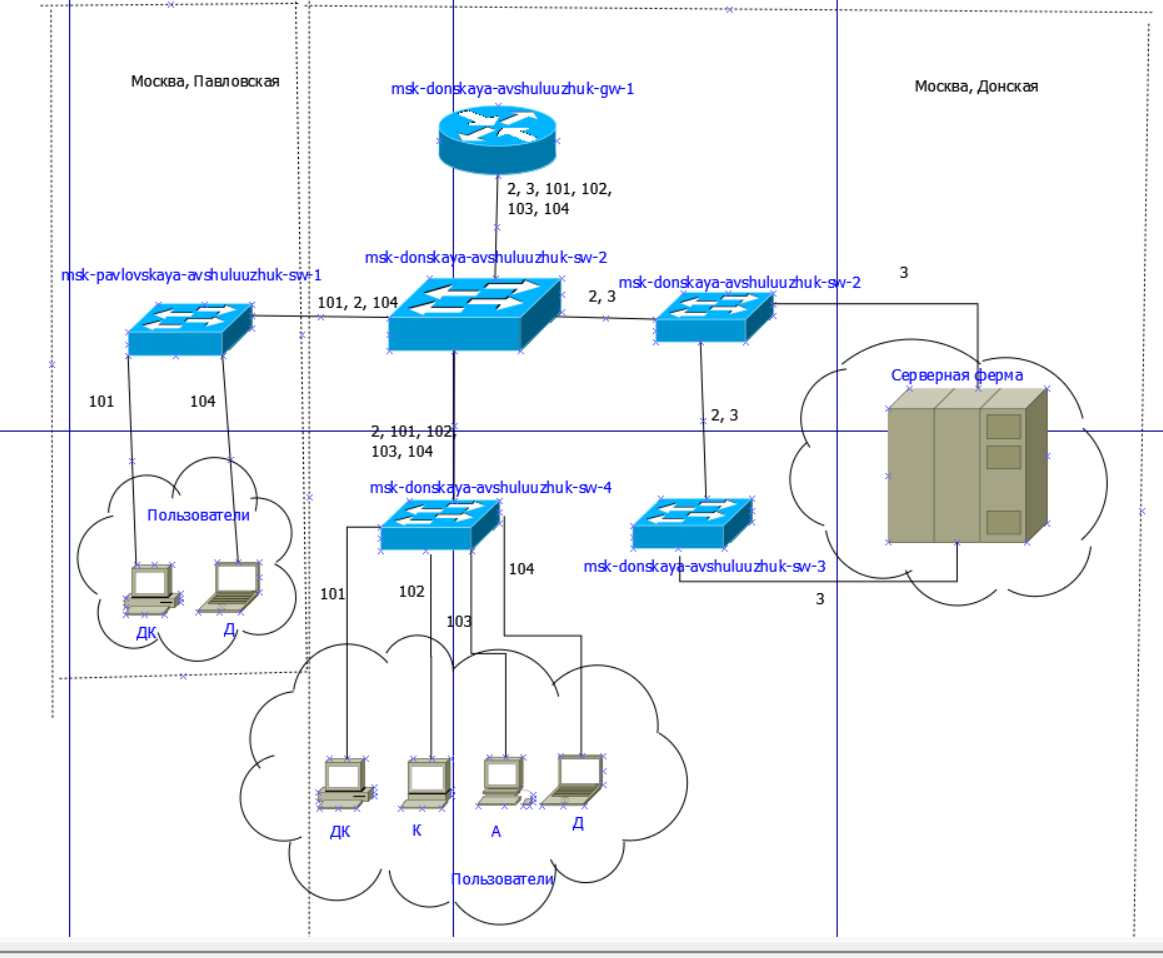 Москва, Павловская
msk-donskaya-avshuluuzhuk-gw-1
Москва, Донская
2, 3, 101, 102,
103, 104
msk-donskaya-avshuluuzhuk-sw-2
msk-pavlovskaya-avshuluuzhuk-sw-1
msk-donskaya-avshuluuzhuk-sw-2
3
101, 2, 104
2, 3
Серверная ферма
101
104
2, 3
2, 101, 102,
103, 104
msk-donskaya-avshuluuzhuk-sw-4
Пользователи
msk-donskaya-avshuluuzhuk-sw-3
104
101
102
3
103
ДК
Д
ДК
К
А
Д
Пользователи